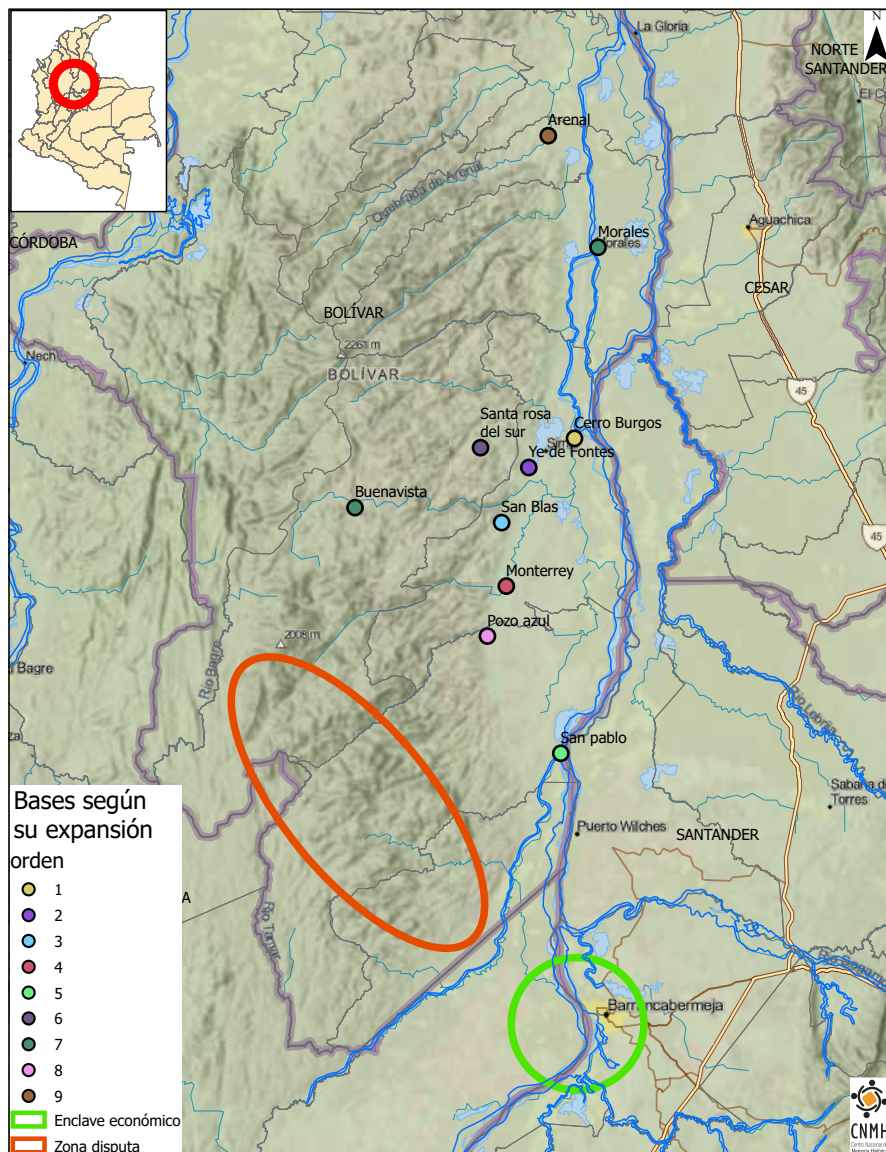 La Gloria
N
NORTE
SANTANDER
Arenal
Quebrada de Arenal
Aguachica
Morales
CÓRDOBA
CESAR
BOLÍVAR
2261 m
BOLÍVAR
45
Santa rosa
del sur
Cerro Burgos
Ye de Fontes
Buenavista
San Blas
45
Monterrey
Pozo azul
2008 m
Bagre
Río Bagre
Río Lebrija
San pablo
Sabana de
Torres
Puerto Wilches
SANTANDER
Río Tamar
Barrancabermeja
Bases según
su expansión
orden
1
2
3
4
5
6
7
8
9
Enclave económico
Zona disputa
CNMH